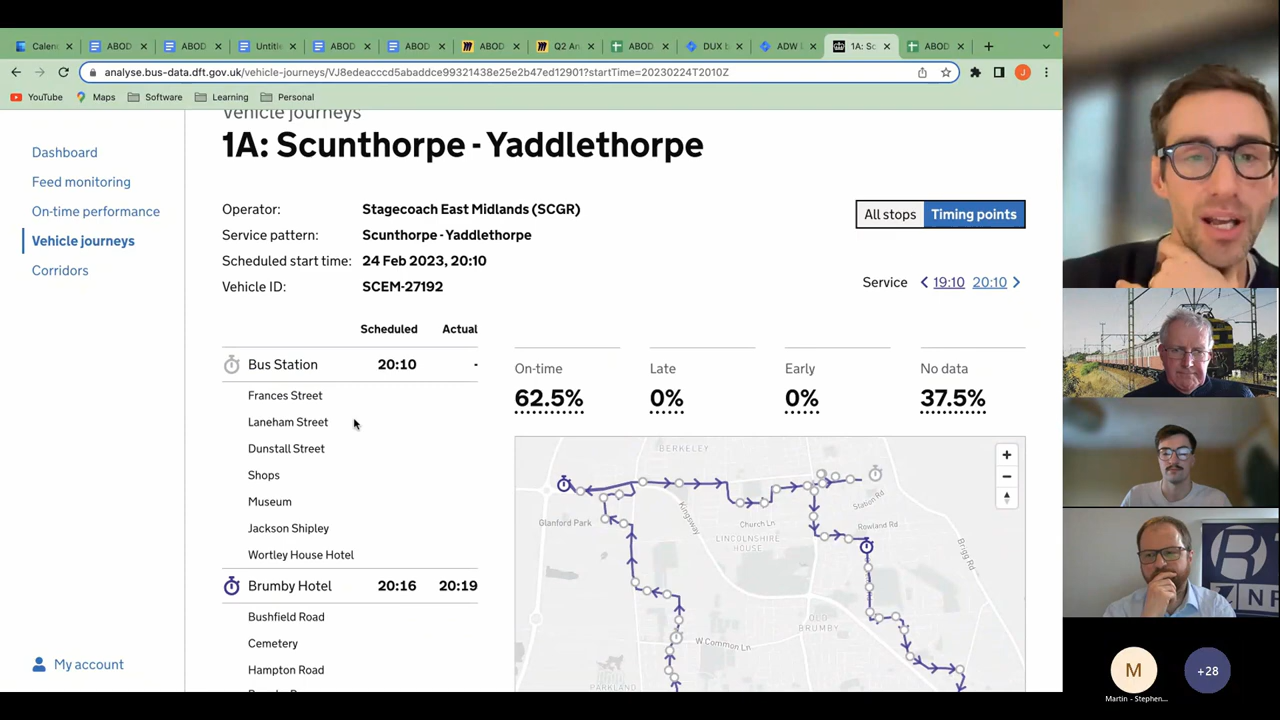 Calen
ABOD
ABOD
Untitle
ABOD
ABOD
ABOD
Q2 An
ABOD
DUX b
ADW
1A: Sc
ABOD
analyse.bus-data.dft.gov.uk/vehicle-journeys/VJ8edeacccd5abaddce99321438e25e2b47ed12901?startTime=20230224T2010Z
J
YouTube
Maps
Software
Learning
Personal
Vehicle journeys
1A: Scunthorpe - Yaddlethorpe
Dashboard
Feed monitoring
On-time performance
Vehicle journeys
Corridors
My account
Operator: Stagecoach East Midlands (SCGR)
Service pattern: Scunthorpe - Yaddlethorpe
Scheduled start time: 24 Feb 2023, 20:10
Vehicle ID: SCEM-27192
All stops Timing points
Service 19:10 20:10
Scheduled Actual
Bus Station 20:10 -
Frances Street
Laneham Street
Dunstall Street
Shops
Museum
Jackson Shipley
Wortley House Hotel
Brumby Hotel 20:16 20:19
Bushfield Road
Cemetery
Hampton Road
On-time Late Early No data
62.5% 0% 0% 37.5%
BERKELEY
Glanford Park
Kingsway
Church Ln
LINCOLNSHIRE HOUSE
Station Rd
Rowland Rd
Brigg Rd
OLD BRUMBY
W Common Ln
PARKLAND
M
Martin - Stephen...
+28